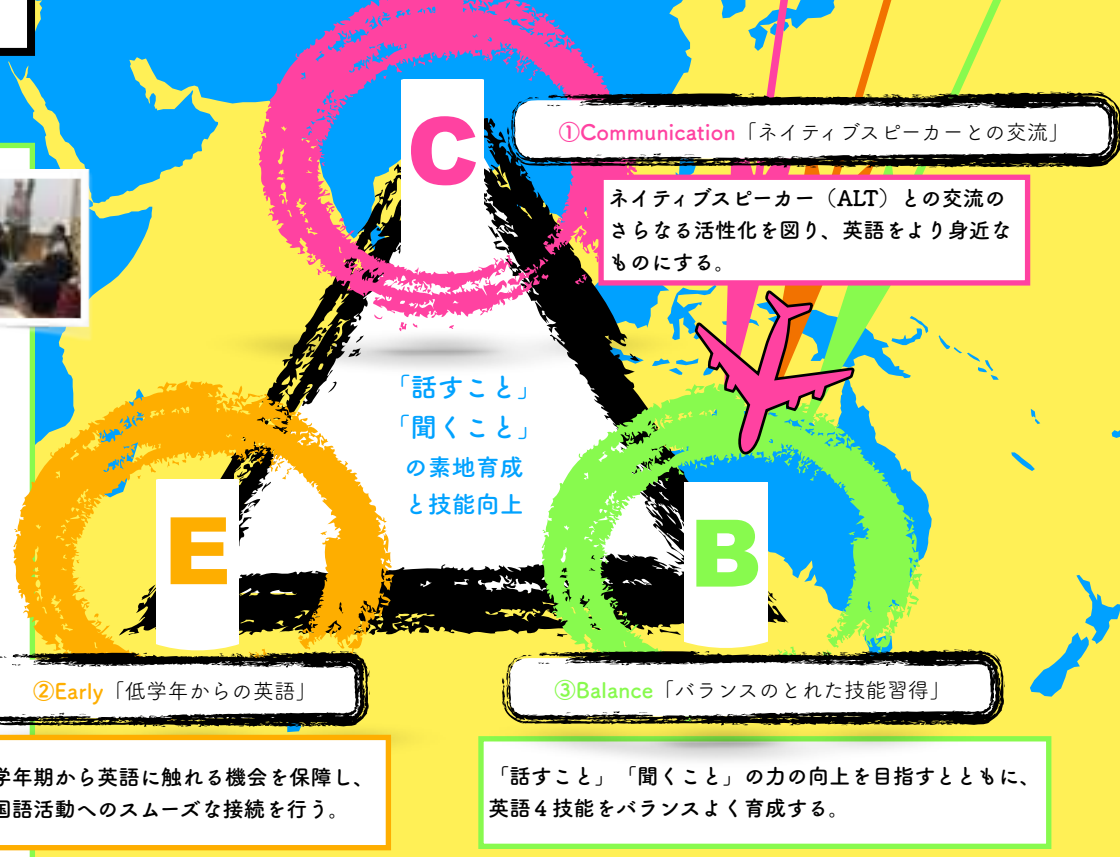 C
①Communication「ネイティブスピーカーとの交流」
ネイティブスピーカー（ALT）との交流の
さらなる活性化を図り、英語をより身近な
ものにする。
「話すこと」
「聞くこと」
の素地育成
と技能向上
E
B
②Early「低学年からの英語」
学年期から英語に触れる機会を保障し、
国語活動へのスムーズな接続を行う。
③Balance「バランスのとれた技能習得」
「話すこと」「聞くこと」の力の向上を目指すとともに、
英語４技能をバランスよく育成する。